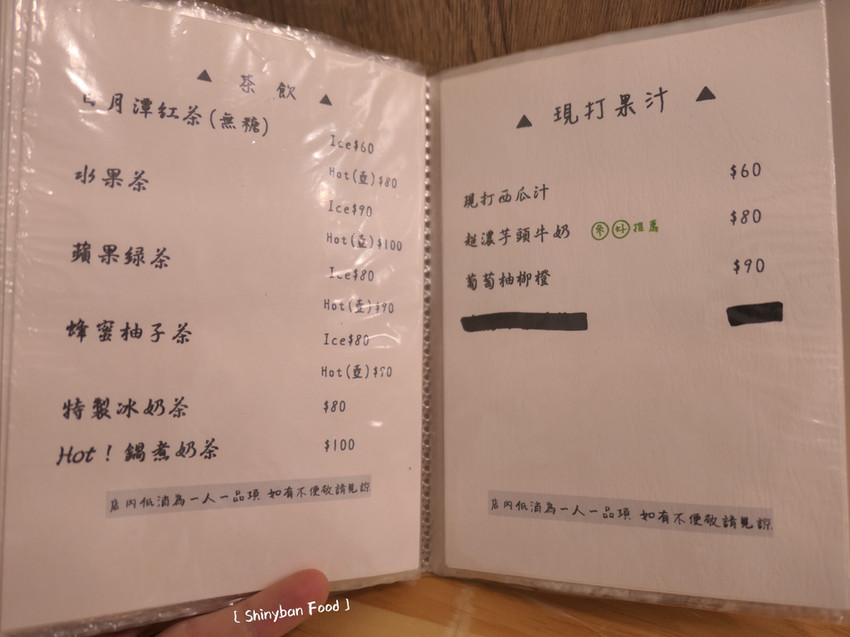 ▲ 茶飲 ▲
日月潭紅茶(無糖)
Ice$60
Hot(壺)$80
水果茶
Ice$90
Hot(壺)$100
蘋果綠茶
Ice$80
Hot(壺)$90
蜂蜜柚子茶
Ice$80
Hot(壺)$90
特製冰奶茶 $80
Hot!鍋煮奶茶 $100
店內低消為一人一品項 如有不便敬請見諒
▲ 現打果汁 ▲
現打西瓜汁 $60
超濃芋頭牛奶 推薦 $80
葡萄柚柳橙 $90
店內低消為一人一品項 如有不便敬請見諒
[ Shinyban Food ]